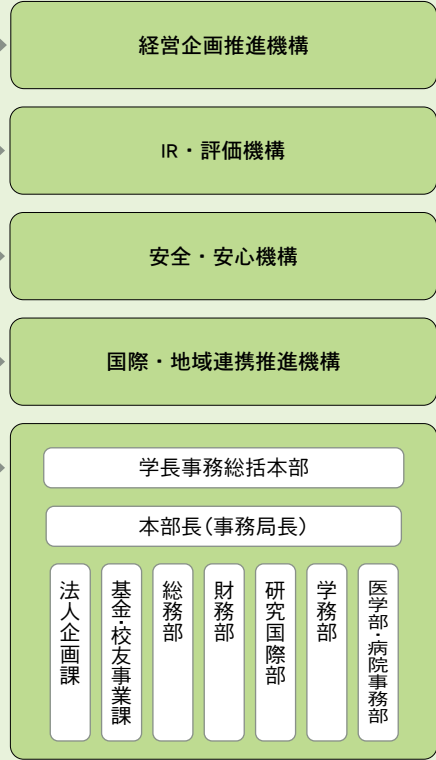 経営企画推進機構
IR・評価機構
安全・安心機構
国際・地域連携推進機構
学長事務総括本部
本部長（事務局長）
法人企画課
基金・校友事業課
総務部
財務部
研究国際部
学務部
医学部・病院事務部